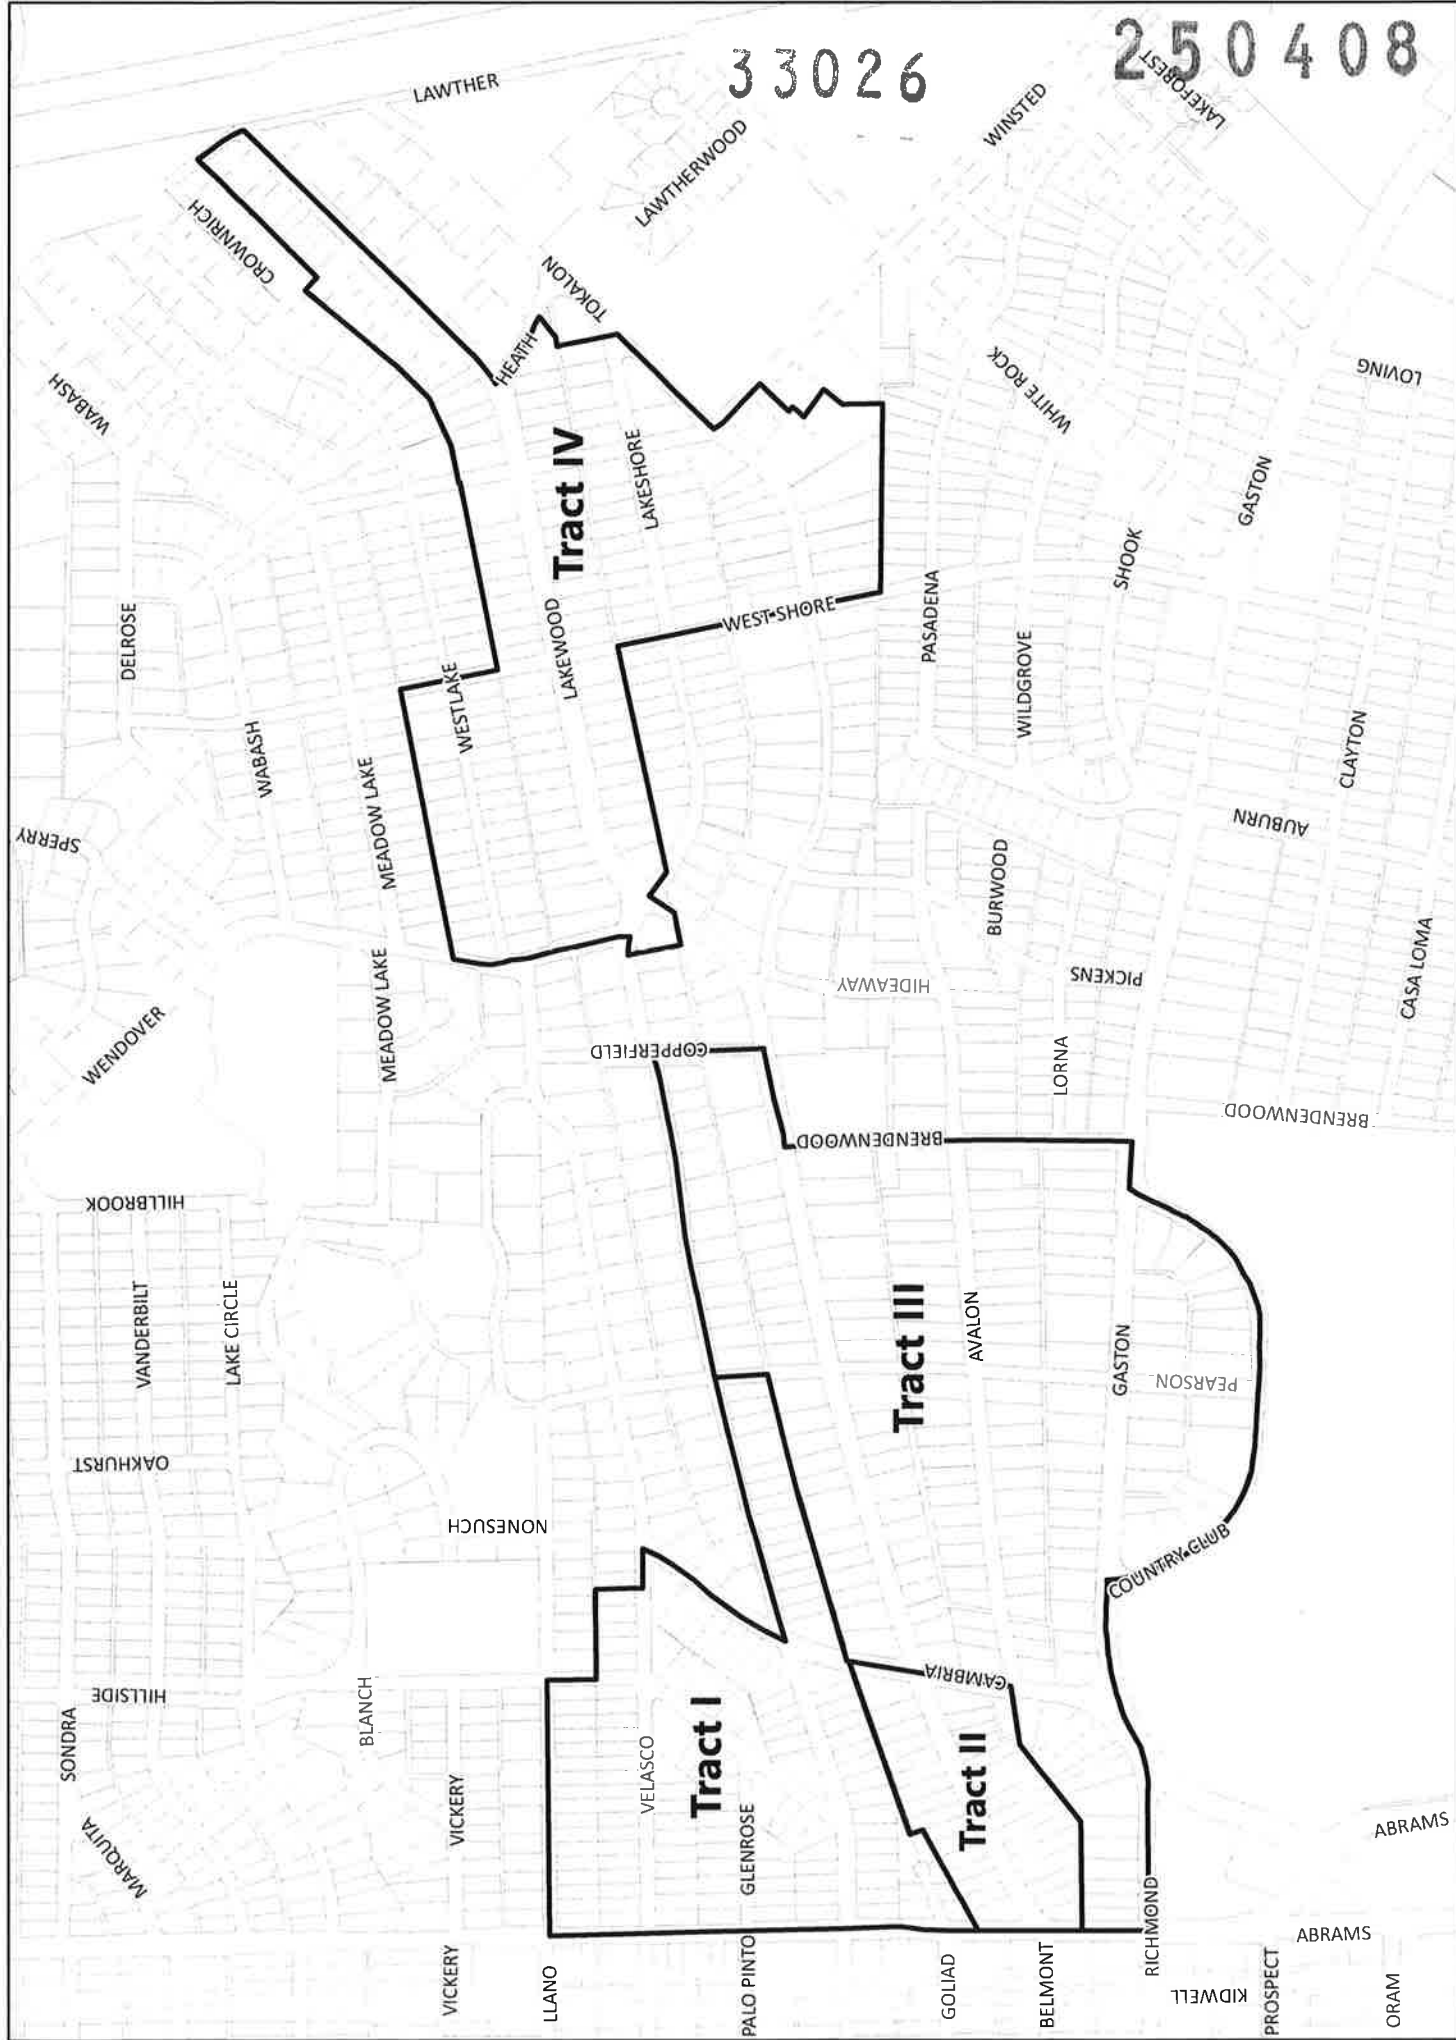 33026
250408
LAWTHER
LAKEFOREST
WINSTED
LAWTHERWOOD
CROWNRICH
TOKALON
HEATH
WABASH
WHITE ROCK
LOVING
GASTON
LAKESHORE
Tract IV
SHOOK
DELROSE
LAKEWOOD
WEST SHORE
PASADENA
WILDGROVE
WESTLAKE
WABASH
MEADOW LAKE
CLAYTON
AUBURN
SPERRY
BURWOOD
CASA LOMA
MEADOW LAKE
HIDEAWAY
PICKENS
WENDOVER
COPPERFIELD
LORNA
BRENDENWOOD
BRENDENWOOD
HILLBROOK
VANDERBILT
LAKE CIRCLE
Tract III
AVALON
GASTON
PEARSON
OAKHURST
NONESUCH
COUNTRY CLUB
HILLSIDE
BLANCH
CAMBRIA
SONDRA
Tract I
VELASCO
Tract II
VICKERY
GLENROSE
MARQUITA
ABRAMS
RICHMOND
ABRAMS
VICKERY
LLANO
PALO PINTO
GOLIAD
BELMONT
KIDWELL
PROSPECT
ORAM